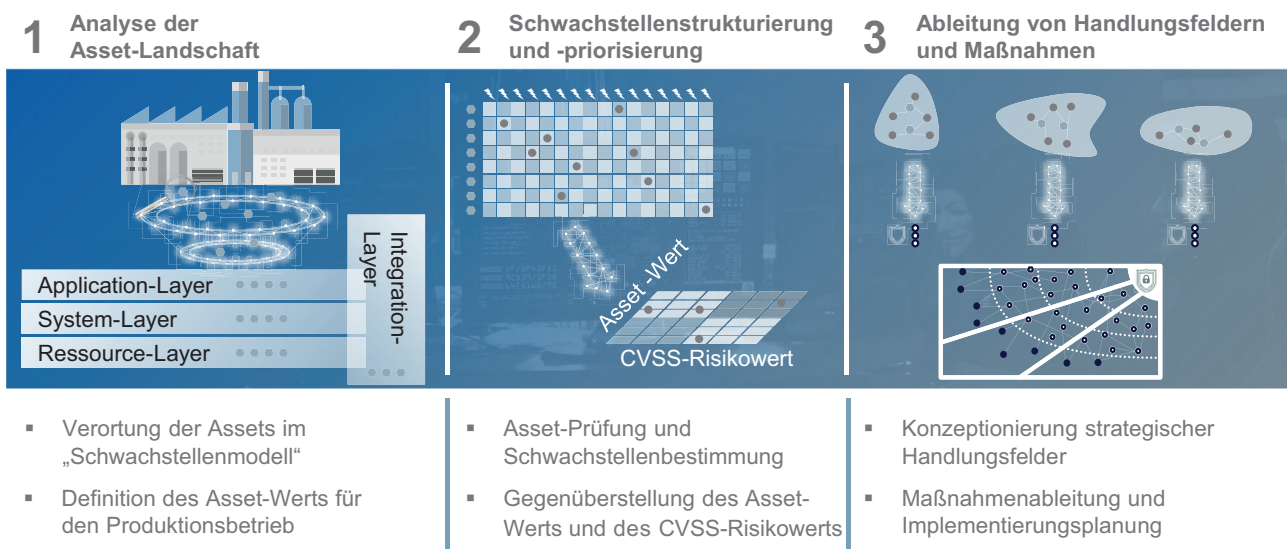 1 Analyse der
Asset-Landschaft
Application-Layer
System-Layer
Ressource-Layer
Integration-
Layer
▪ Verortung der Assets im
„Schwachstellenmodell“
▪ Definition des Asset-Werts für
den Produktionsbetrieb
2 Schwachstellenstrukturierung
und -priorisierung
Asset -Wert
CVSS-Risikowert
▪ Asset-Prüfung und
Schwachstellenbestimmung
▪ Gegenüberstellung des Asset-
Werts und des CVSS-Risikowerts
3 Ableitung von Handlungsfeldern
und Maßnahmen
▪ Konzeptionierung strategischer
Handlungsfelder
▪ Maßnahmenableitung und
Implementierungsplanung